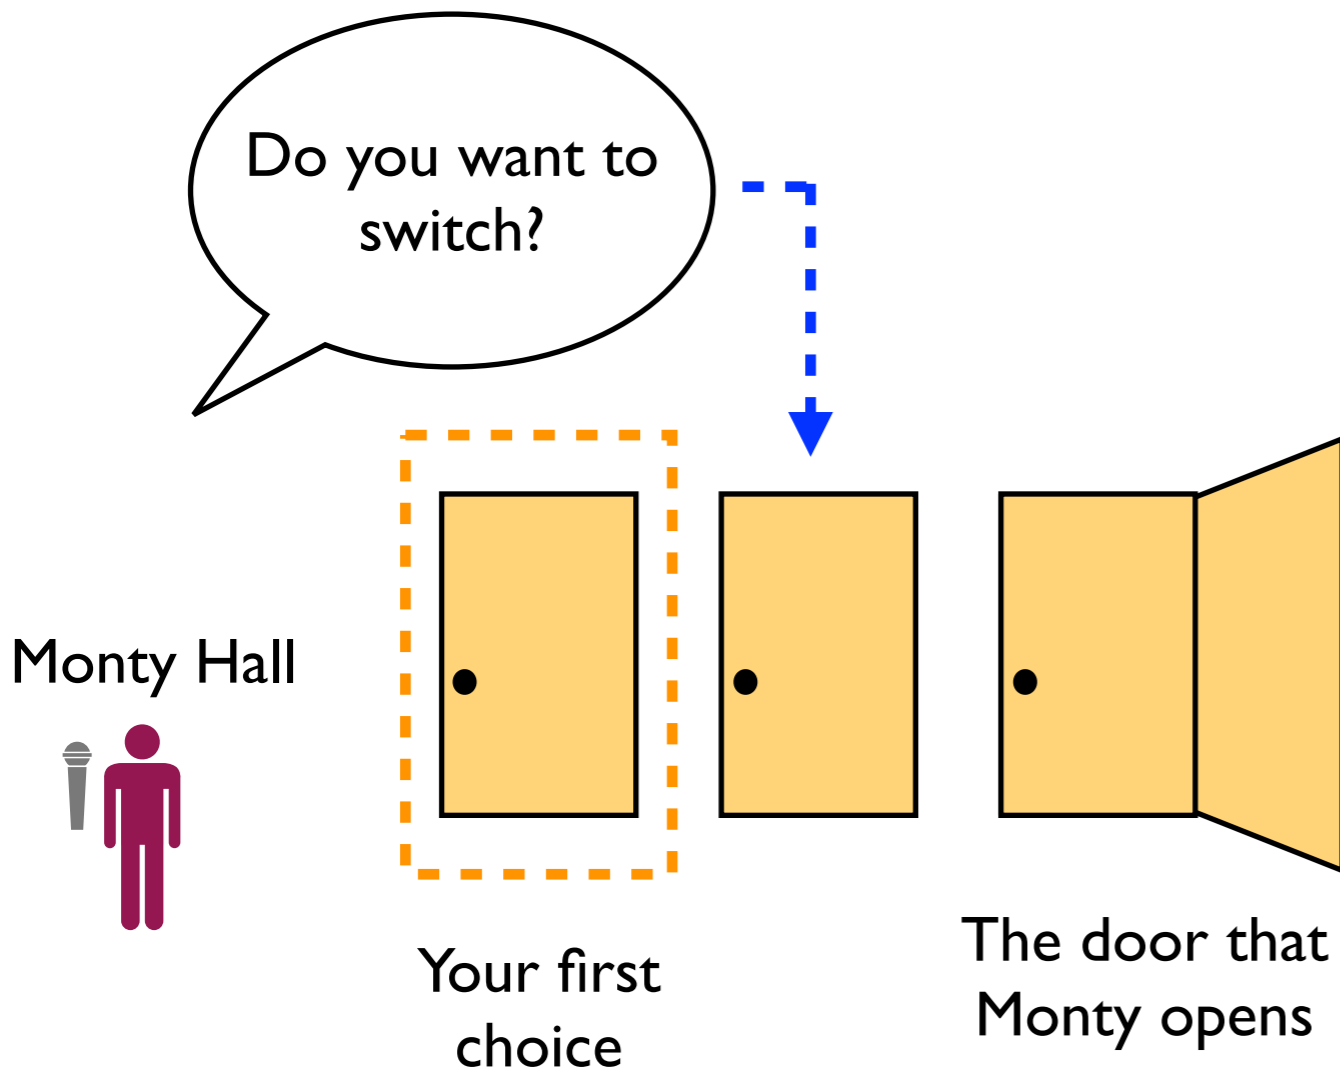 Do you want to
switch?
Monty Hall
Your first
choice
The door that
Monty opens